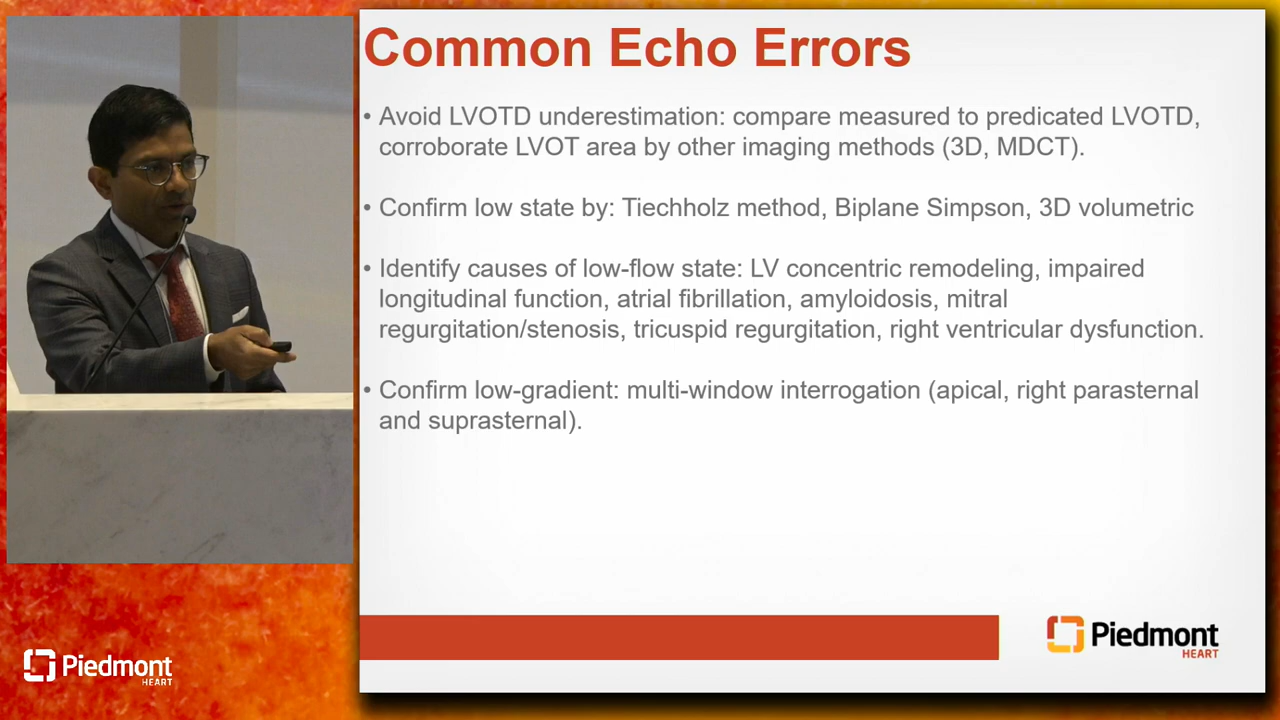 Common Echo Errors
• Avoid LVOTD underestimation: compare measured to predicated LVOTD,
corroborate LVOT area by other imaging methods (3D, MDCT).
• Confirm low state by: Tiechholz method, Biplane Simpson, 3D volumetric
• Identify causes of low-flow state: LV concentric remodeling, impaired
longitudinal function, atrial fibrillation, amyloidosis, mitral
regurgitation/stenosis, tricuspid regurgitation, right ventricular dysfunction.
• Confirm low-gradient: multi-window interrogation (apical, right parasternal
and suprasternal).
Piedmont
HEART
Piedmont
HEART